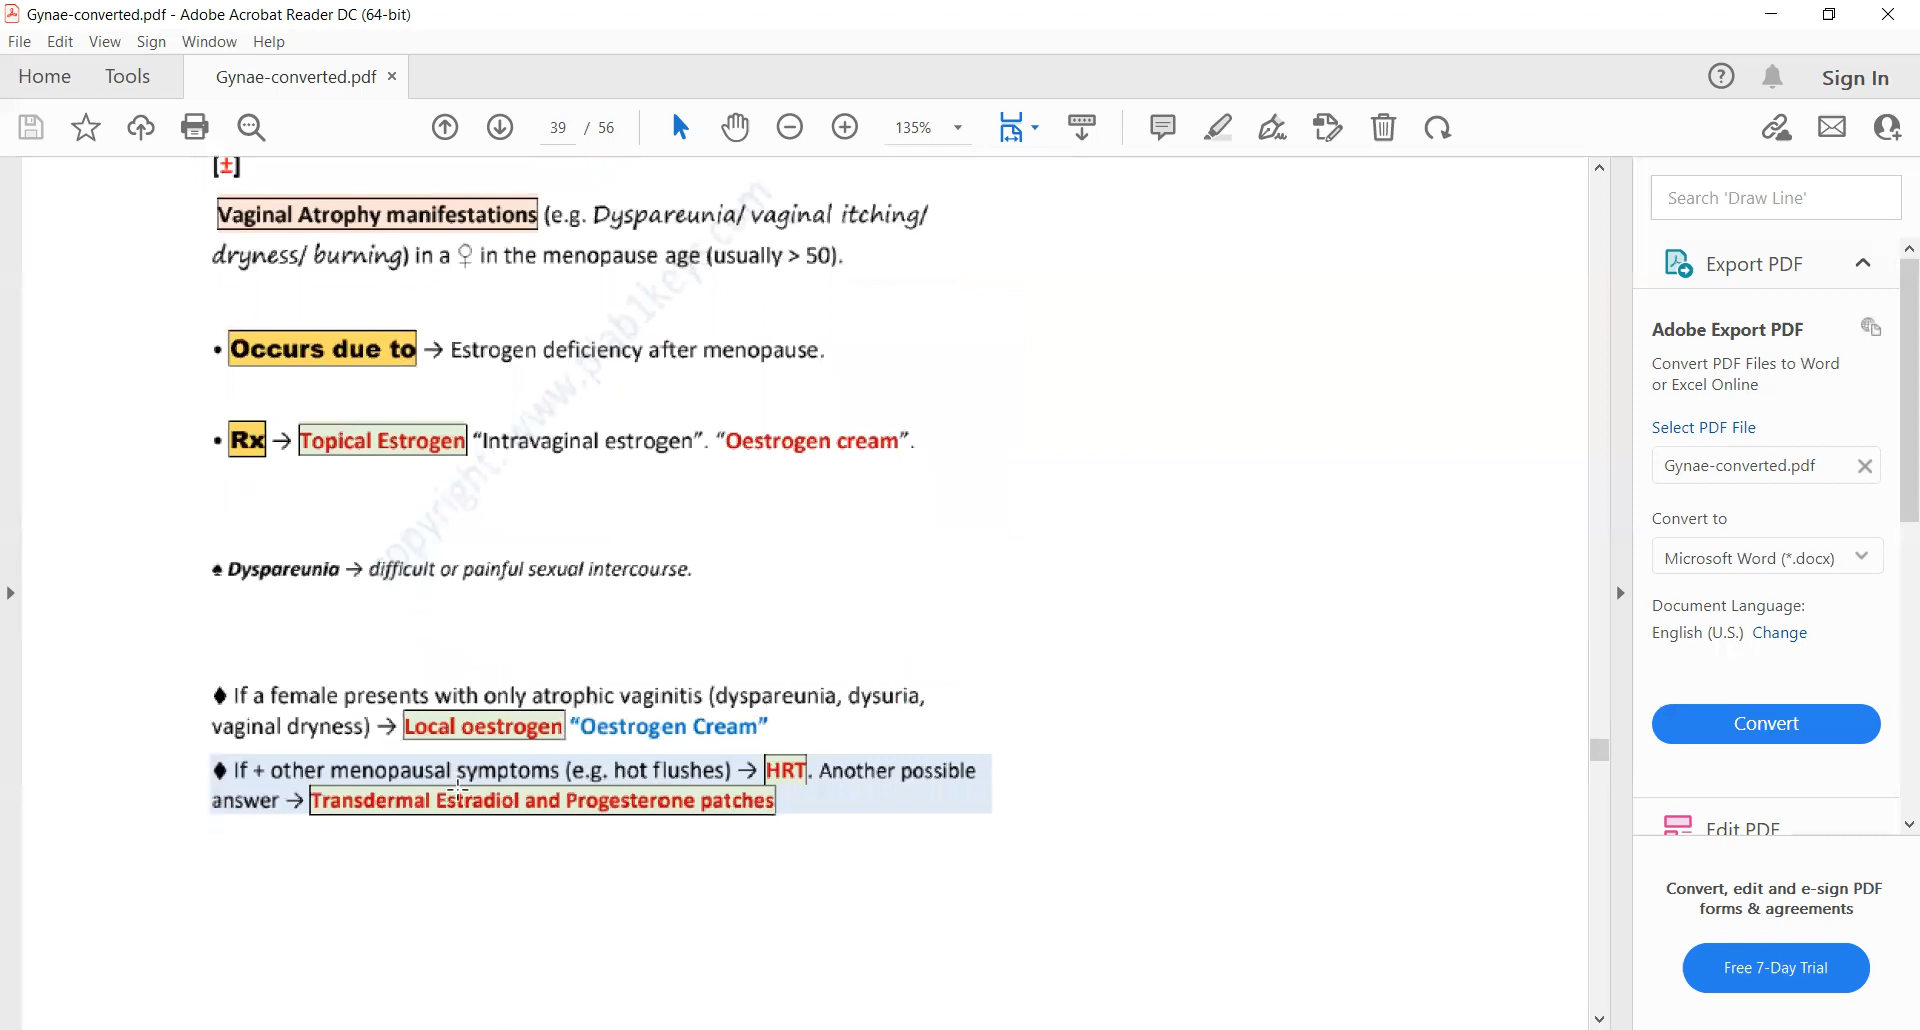 Gynae-converted.pdf - Adobe Acrobat Reader DC (64-bit)
File Edit View Sign Window Help
Home Tools Gynae-converted.pdf × Sign In
39 / 56 135%
[±]
Vaginal Atrophy manifestations (e.g. Dyspareunia/ vaginal itching/
dryness/ burning) in a ♀ in the menopause age (usually > 50).
• Occurs due to → Estrogen deficiency after menopause.
• Rx → Topical Estrogen “Intravaginal estrogen”. “Oestrogen cream”.
♠ Dyspareunia → difficult or painful sexual intercourse.
♦ If a female presents with only atrophic vaginitis (dyspareunia, dysuria,
vaginal dryness) → Local oestrogen “Oestrogen Cream”
♦ If + other menopausal symptoms (e.g. hot flushes) → HRT. Another possible
answer → Transdermal Estradiol and Progesterone patches
Search 'Draw Line'
Export PDF
Adobe Export PDF
Convert PDF Files to Word
or Excel Online
Select PDF File
Gynae-converted.pdf
Convert to
Microsoft Word (*.docx)
Document Language:
English (U.S.) Change
Convert
Edit PDF
Convert, edit and e-sign PDF
forms & agreements
Free 7-Day Trial